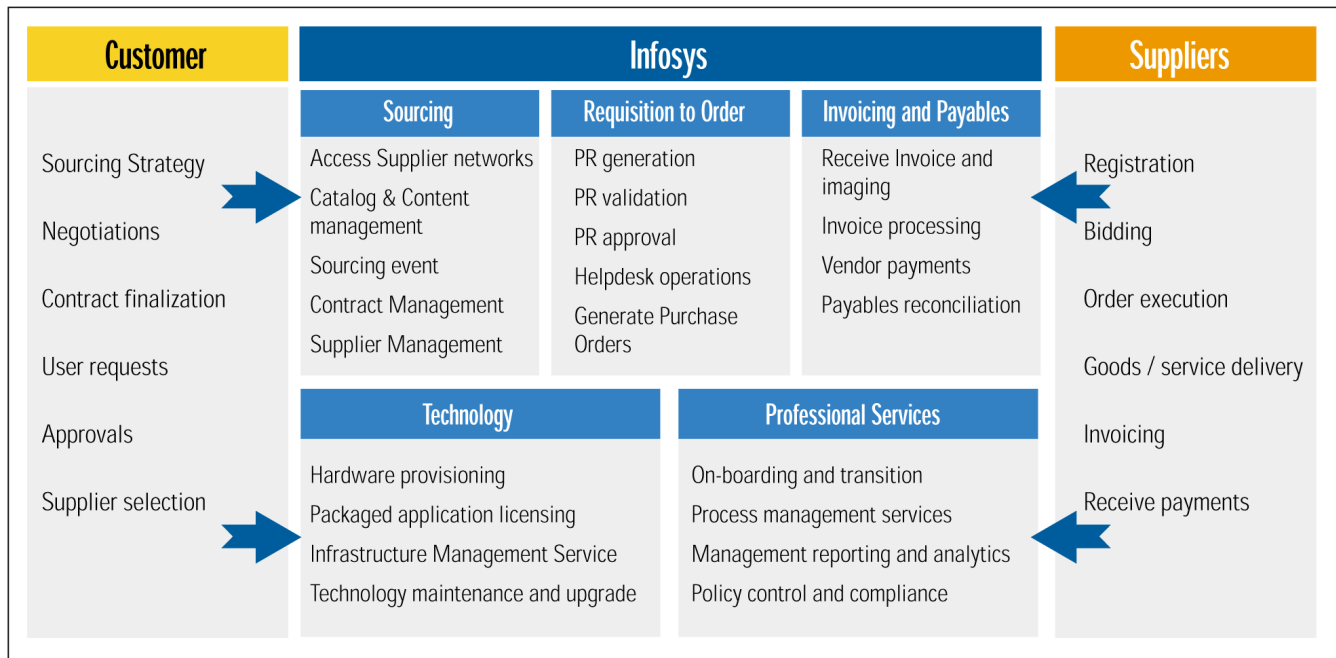 Customer
Sourcing Strategy
Negotiations
Contract finalization
User requests
Approvals
Supplier selection
Infosys
Sourcing
Access Supplier networks
Catalog & Content
management
Sourcing event
Contract Management
Supplier Management
Requisition to Order
PR generation
PR validation
PR approval
Helpdesk operations
Generate Purchase
Orders
Invoicing and Payables
Receive Invoice and
imaging
Invoice processing
Vendor payments
Payables reconciliation
Technology
Hardware provisioning
Packaged application licensing
Infrastructure Management Service
Technology maintenance and upgrade
Professional Services
On-boarding and transition
Process management services
Management reporting and analytics
Policy control and compliance
Suppliers
Registration
Bidding
Order execution
Goods / service delivery
Invoicing
Receive payments